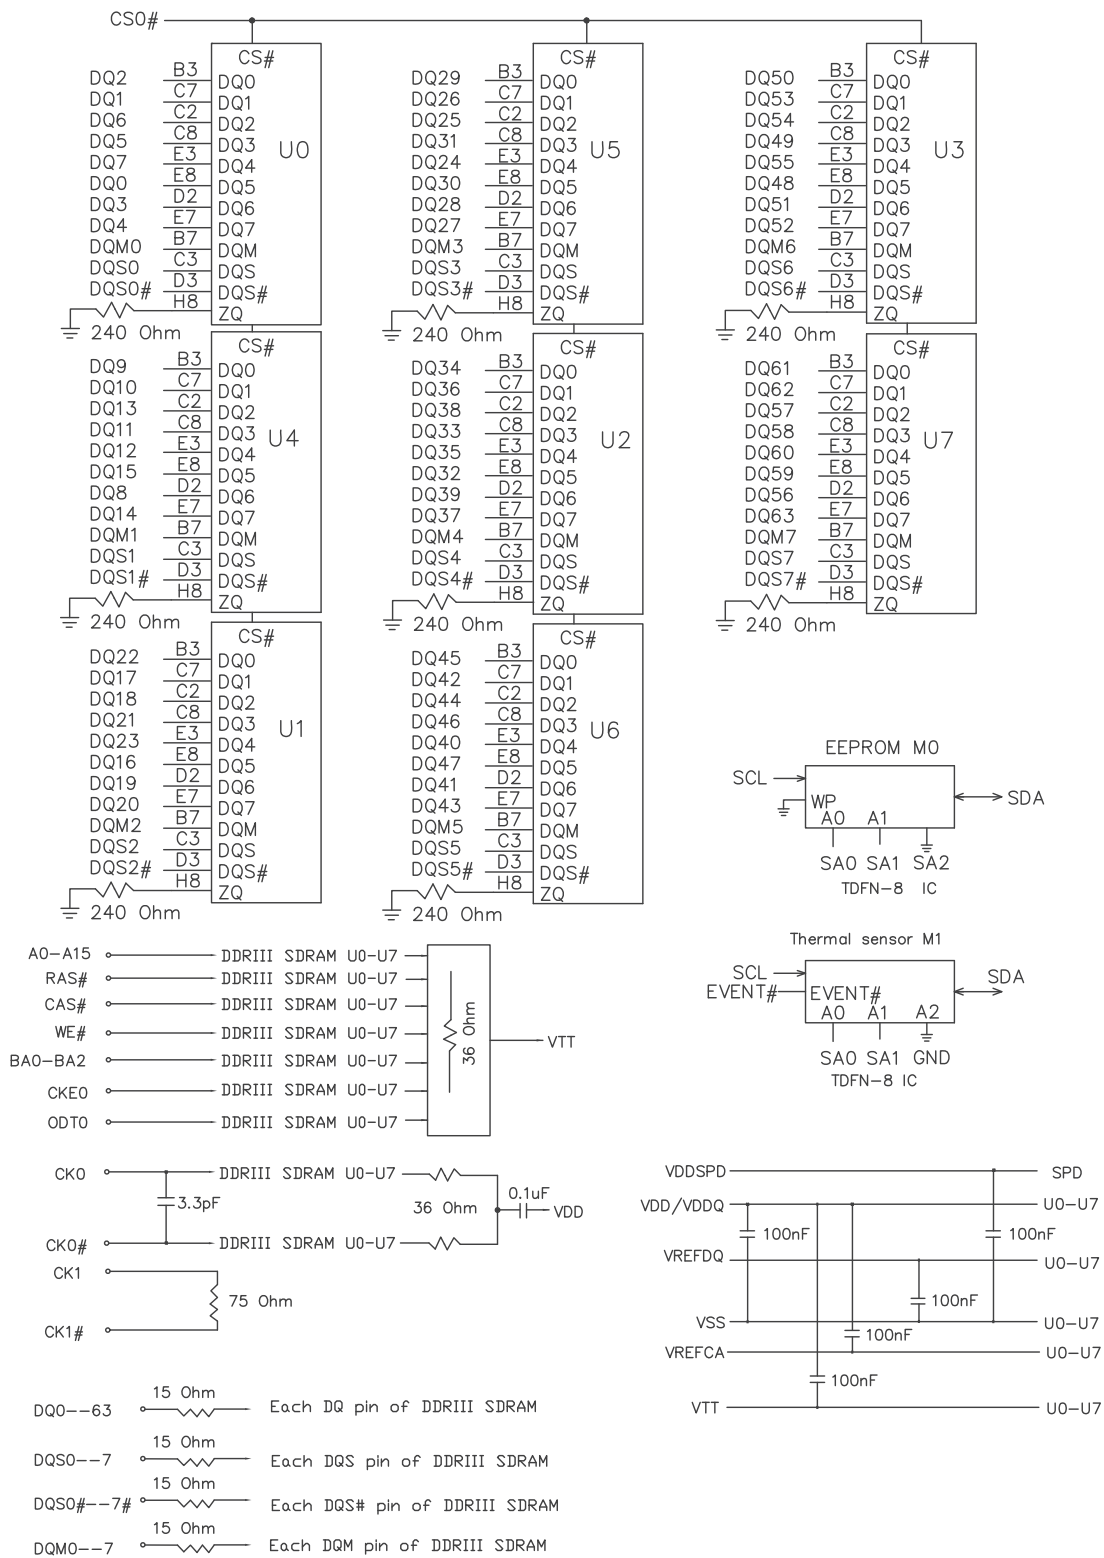 CS0#
CS#
DQ2 B3 DQ0
DQ1 C7 DQ1
DQ6 C2 DQ2
DQ5 C8 DQ3
U0
DQ7 E3 DQ4
DQ0 E8 DQ5
DQ3 D2 DQ6
DQ4 E7 DQ7
DQM0 B7 DQM
DQS0 C3 DQS
DQS0# D3 DQS#
H8 ZQ
240 Ohm
CS#
DQ9 B3 DQ0
DQ10 C7 DQ1
DQ13 C2 DQ2
DQ11 C8 DQ3
U4
DQ12 E3 DQ4
DQ15 E8 DQ5
DQ8 D2 DQ6
DQ14 E7 DQ7
DQM1 B7 DQM
DQS1 C3 DQS
DQS1# D3 DQS#
H8 ZQ
240 Ohm
CS#
DQ22 B3 DQ0
DQ17 C7 DQ1
DQ18 C2 DQ2
DQ21 C8 DQ3
U1
DQ23 E3 DQ4
DQ16 E8 DQ5
DQ19 D2 DQ6
DQ20 E7 DQ7
DQM2 B7 DQM
DQS2 C3 DQS
DQS2# D3 DQS#
H8 ZQ
240 Ohm
CS#
DQ29 B3 DQ0
DQ26 C7 DQ1
DQ25 C2 DQ2
DQ31 C8 DQ3
U5
DQ24 E3 DQ4
DQ30 E8 DQ5
DQ28 D2 DQ6
DQ27 E7 DQ7
DQM3 B7 DQM
DQS3 C3 DQS
DQS3# D3 DQS#
H8 ZQ
240 Ohm
CS#
DQ34 B3 DQ0
DQ36 C7 DQ1
DQ38 C2 DQ2
DQ33 C8 DQ3
U2
DQ35 E3 DQ4
DQ32 E8 DQ5
DQ39 D2 DQ6
DQ37 E7 DQ7
DQM4 B7 DQM
DQS4 C3 DQS
DQS4# D3 DQS#
H8 ZQ
240 Ohm
CS#
DQ45 B3 DQ0
DQ42 C7 DQ1
DQ44 C2 DQ2
DQ46 C8 DQ3
U6
DQ40 E3 DQ4
DQ47 E8 DQ5
DQ41 D2 DQ6
DQ43 E7 DQ7
DQM5 B7 DQM
DQS5 C3 DQS
DQS5# D3 DQS#
H8 ZQ
240 Ohm
CS#
DQ50 B3 DQ0
DQ53 C7 DQ1
DQ54 C2 DQ2
DQ49 C8 DQ3
U3
DQ55 E3 DQ4
DQ48 E8 DQ5
DQ51 D2 DQ6
DQ52 E7 DQ7
DQM6 B7 DQM
DQS6 C3 DQS
DQS6# D3 DQS#
H8 ZQ
240 Ohm
CS#
DQ61 B3 DQ0
DQ62 C7 DQ1
DQ57 C2 DQ2
DQ58 C8 DQ3
U7
DQ60 E3 DQ4
DQ59 E8 DQ5
DQ56 D2 DQ6
DQ63 E7 DQ7
DQM7 B7 DQM
DQS7 C3 DQS
DQS7# D3 DQS#
H8 ZQ
240 Ohm
EEPROM M0
SCL
SDA
WP
A0 A1
SA0 SA1 SA2
TDFN-8 IC
Thermal sensor M1
SCL
SDA
EVENT# EVENT#
A0 A1 A2
SA0 SA1 GND
TDFN-8 IC
A0-A15 DDRIII SDRAM U0-U7
RAS# DDRIII SDRAM U0-U7
CAS# DDRIII SDRAM U0-U7
WE# DDRIII SDRAM U0-U7
BA0-BA2 DDRIII SDRAM U0-U7
CKE0 DDRIII SDRAM U0-U7
ODT0 DDRIII SDRAM U0-U7
36 Ohm
VTT
CK0 DDRIII SDRAM U0-U7
3.3pF
36 Ohm
0.1uF
VDD
CK0# DDRIII SDRAM U0-U7
CK1
75 Ohm
CK1#
VDDSPD SPD
VDD/VDDQ U0-U7
100nF 100nF
VREFDQ U0-U7
100nF
VSS U0-U7
100nF
VREFCA U0-U7
100nF
VTT U0-U7
15 Ohm
DQ0--63 Each DQ pin of DDRIII SDRAM
15 Ohm
DQS0--7 Each DQS pin of DDRIII SDRAM
15 Ohm
DQS0#--7# Each DQS# pin of DDRIII SDRAM
15 Ohm
DQM0--7 Each DQM pin of DDRIII SDRAM